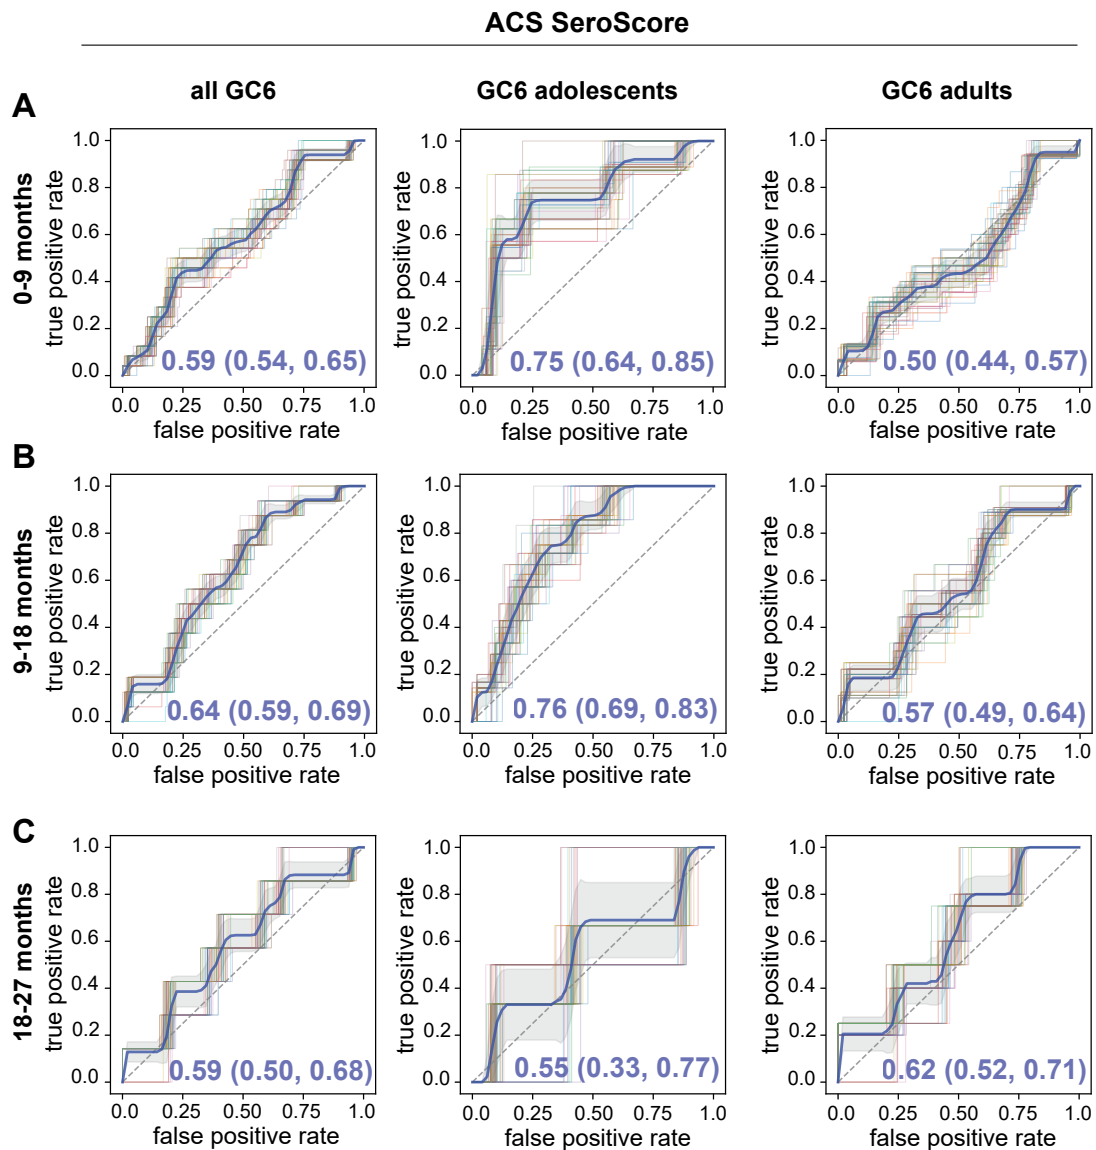 ACS SeroScore
all GC6
GC6 adolescents
GC6 adults
A
0-9 months
true positive rate
1.0
0.8
0.6
0.4
0.2
0.0
0.59 (0.54, 0.65)
0.0 0.25 0.50 0.75 1.0
false positive rate
true positive rate
1.0
0.8
0.6
0.4
0.2
0.0
0.75 (0.64, 0.85)
0.0 0.25 0.50 0.75 1.0
false positive rate
true positive rate
1.0
0.8
0.6
0.4
0.2
0.0
0.50 (0.44, 0.57)
0.0 0.25 0.50 0.75 1.0
false positive rate
B
9-18 months
true positive rate
1.0
0.8
0.6
0.4
0.2
0.0
0.64 (0.59, 0.69)
0.0 0.25 0.50 0.75 1.0
false positive rate
true positive rate
1.0
0.8
0.6
0.4
0.2
0.0
0.76 (0.69, 0.83)
0.0 0.25 0.50 0.75 1.0
false positive rate
true positive rate
1.0
0.8
0.6
0.4
0.2
0.0
0.57 (0.49, 0.64)
0.0 0.25 0.50 0.75 1.0
false positive rate
C
18-27 months
true positive rate
1.0
0.8
0.6
0.4
0.2
0.0
0.59 (0.50, 0.68)
0.0 0.25 0.50 0.75 1.0
false positive rate
true positive rate
1.0
0.8
0.6
0.4
0.2
0.0
0.55 (0.33, 0.77)
0.0 0.25 0.50 0.75 1.0
false positive rate
true positive rate
1.0
0.8
0.6
0.4
0.2
0.0
0.62 (0.52, 0.71)
0.0 0.25 0.50 0.75 1.0
false positive rate